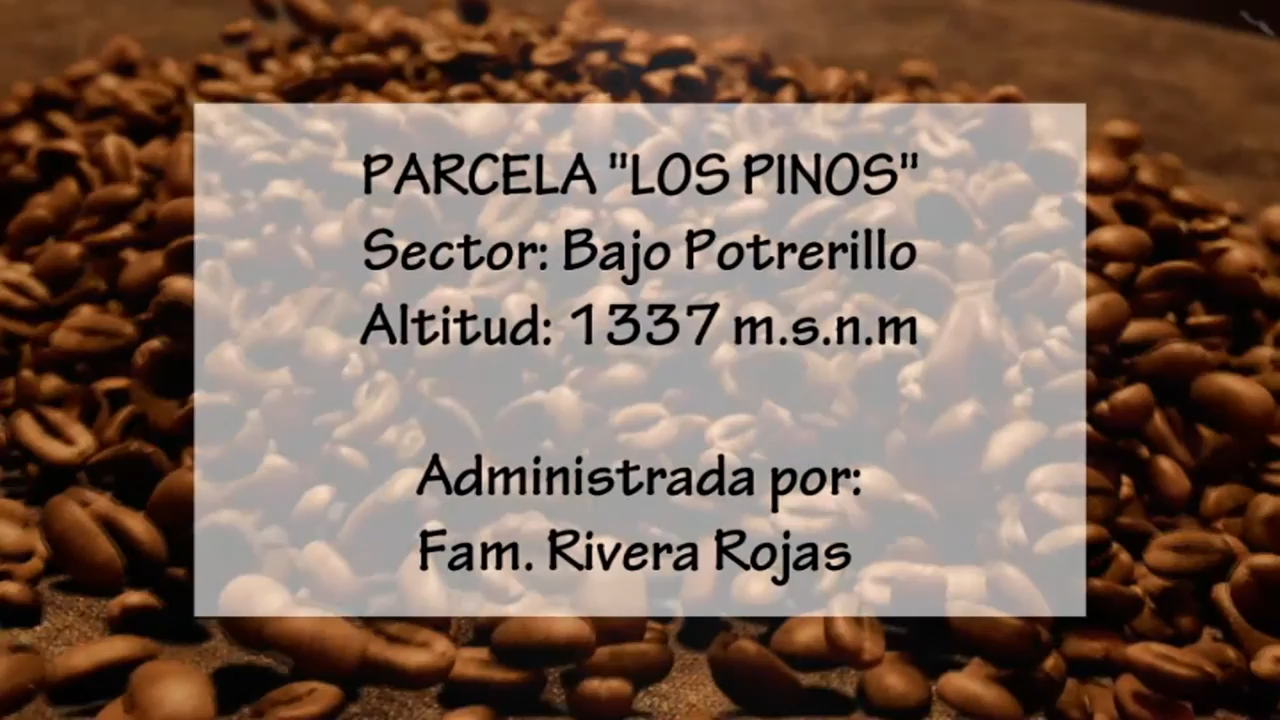 PARCELA "LOS PINOS"
Sector: Bajo Potrerillo
Altitud: 1337 m.s.n.m
Administrada por:
Fam. Rivera Rojas